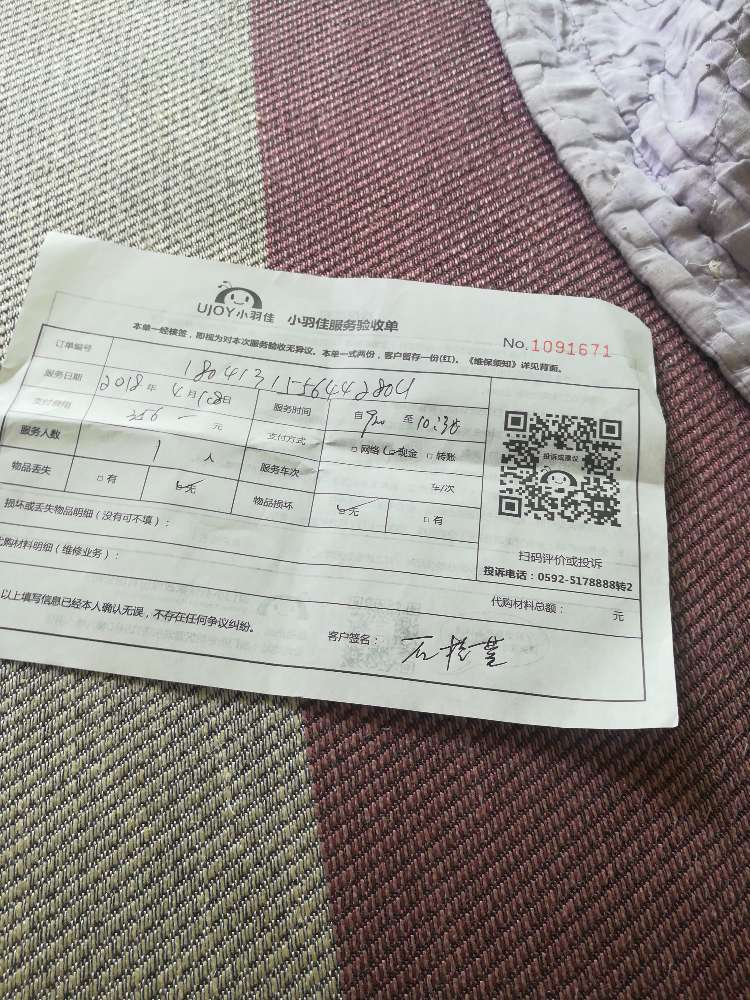 UJOY小羽佳 小羽佳服务验收单
No.1091671
本单一经核签，即视为对本次服务验收无异议。本单一式两份，客户留存一份(红)。《维保须知》详见背面。
订单编号
服务日期 2018年4月18日 服务时间 自 至10:30
支付费用 元 支付方式 □网络 □现金 □转账
服务人数 1 人 服务车次 车/次
物品丢失 □有 □无 物品损坏 □无 □有
投诉或建议
扫码评价或投诉
投诉电话：0592-5178888转2
损坏或丢失物品明细（没有可不填）：
代购材料明细（维修业务）：
代购材料总额： 元
以上填写信息已经本人确认无误，不存在任何争议纠纷。
客户签名：